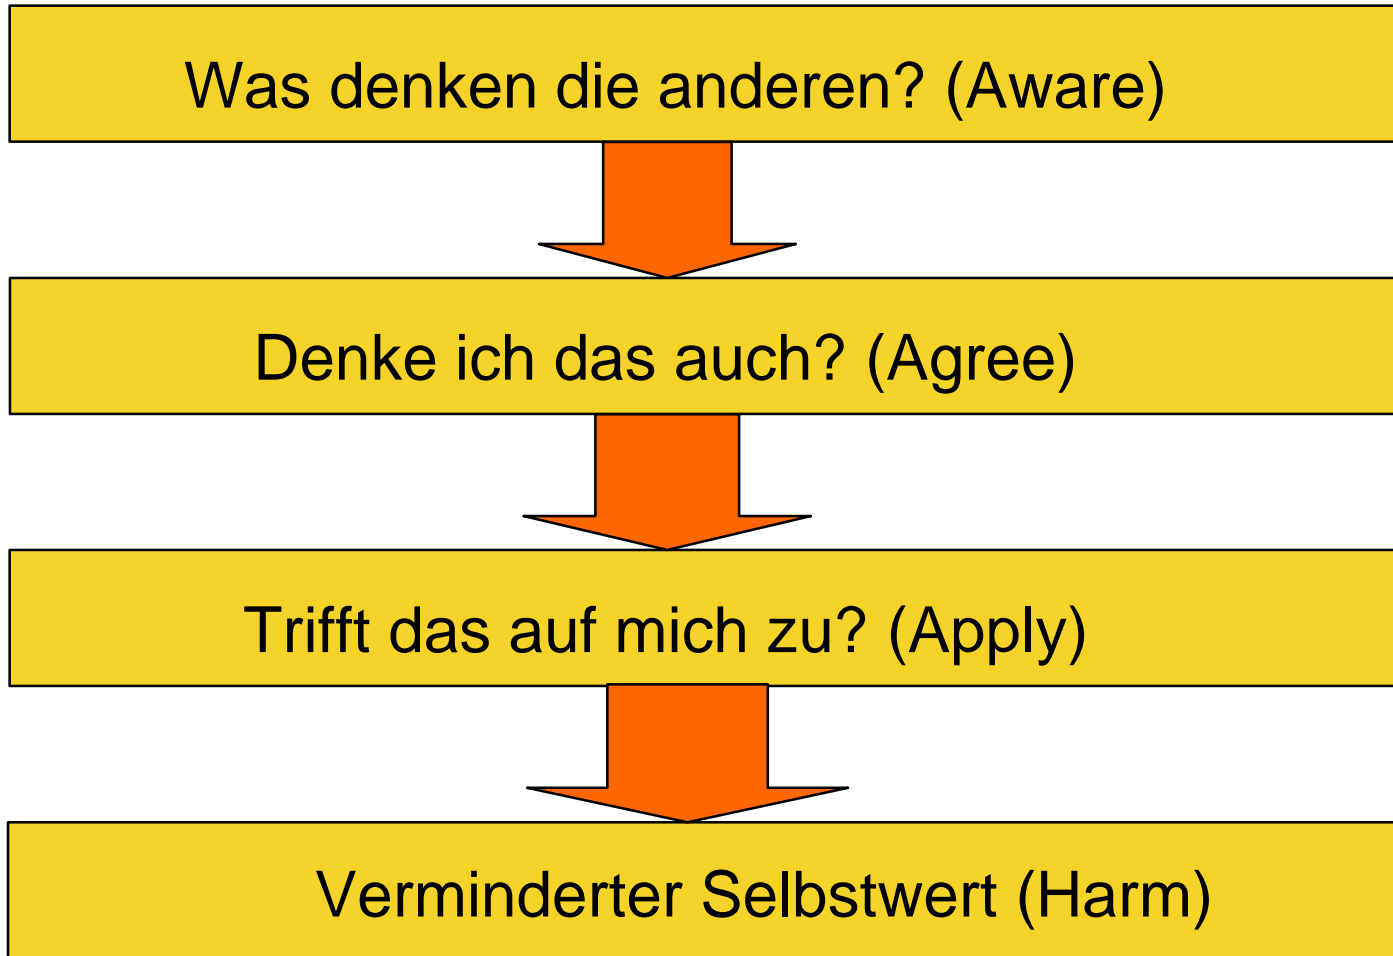 Was denken die anderen? (Aware)
Denke ich das auch? (Agree)
Trifft das auf mich zu? (Apply)
Verminderter Selbstwert (Harm)